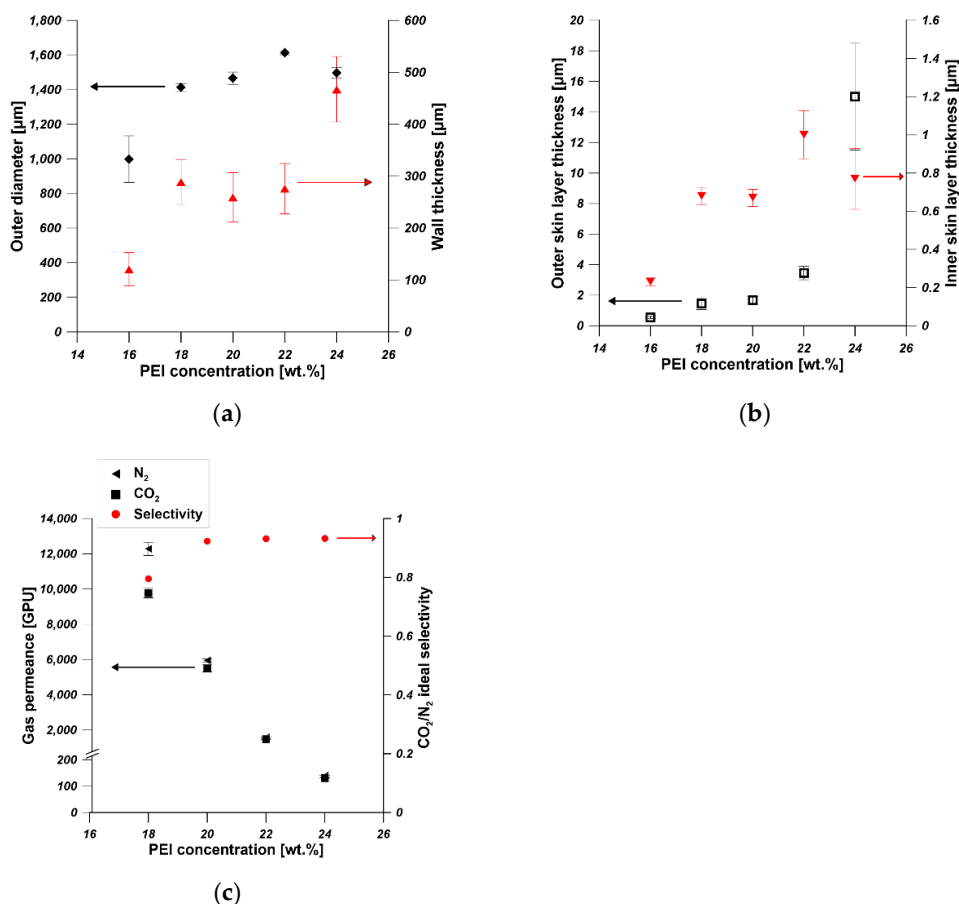 1,800
1,600
1,400
1,200
1,000
800
600
400
200
0
Outer diameter [µm]
600
500
400
300
200
100
0
Wall thickness [µm]
14 16 18 20 22 24 26
PEI concentration [wt.%]
(a)
20
18
16
14
12
10
8
6
4
2
0
Outer skin layer thickness [µm]
1.6
1.4
1.2
1
0.8
0.6
0.4
0.2
0
Inner skin layer thickness [µm]
14 16 18 20 22 24 26
PEI concentration [wt.%]
(b)
N₂
CO₂
Selectivity
14,000
12,000
10,000
8,000
6,000
4,000
2,000
200
100
0
Gas permeance [GPU]
1
0.8
0.6
0.4
0.2
0
CO₂/N₂ ideal selectivity
16 18 20 22 24 26
PEI concentration [wt.%]
(c)